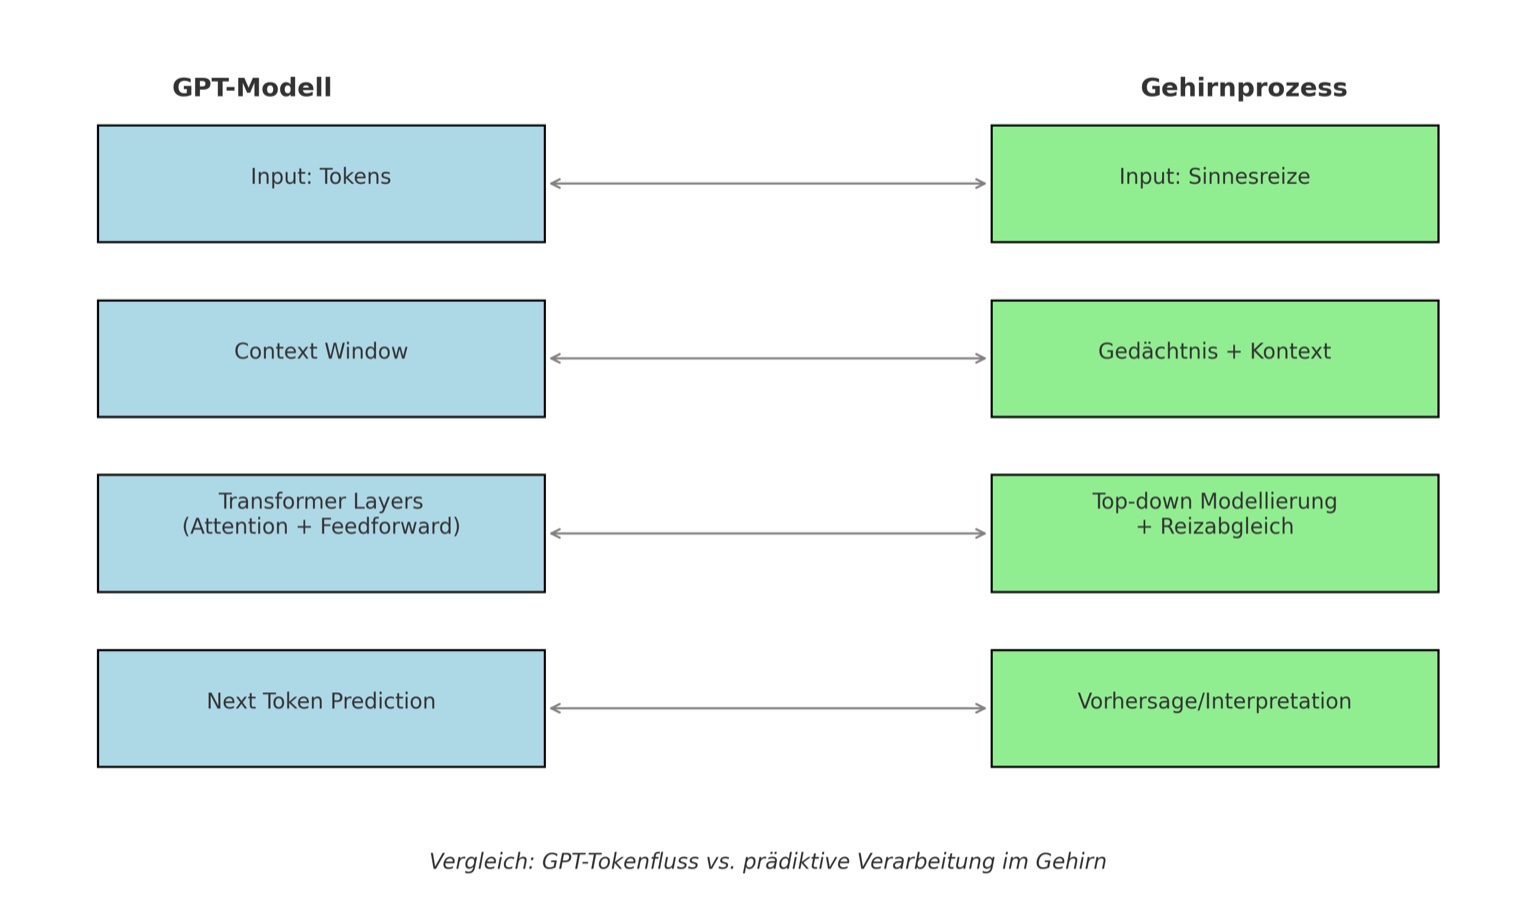 GPT-Modell
Gehirnprozess
Input: Tokens
Input: Sinnesreize
Context Window
Gedächtnis + Kontext
Transformer Layers
(Attention + Feedforward)
Top-down Modellierung
+ Reizabgleich
Next Token Prediction
Vorhersage/Interpretation
Vergleich: GPT-Tokenfluss vs. prädiktive Verarbeitung im Gehirn